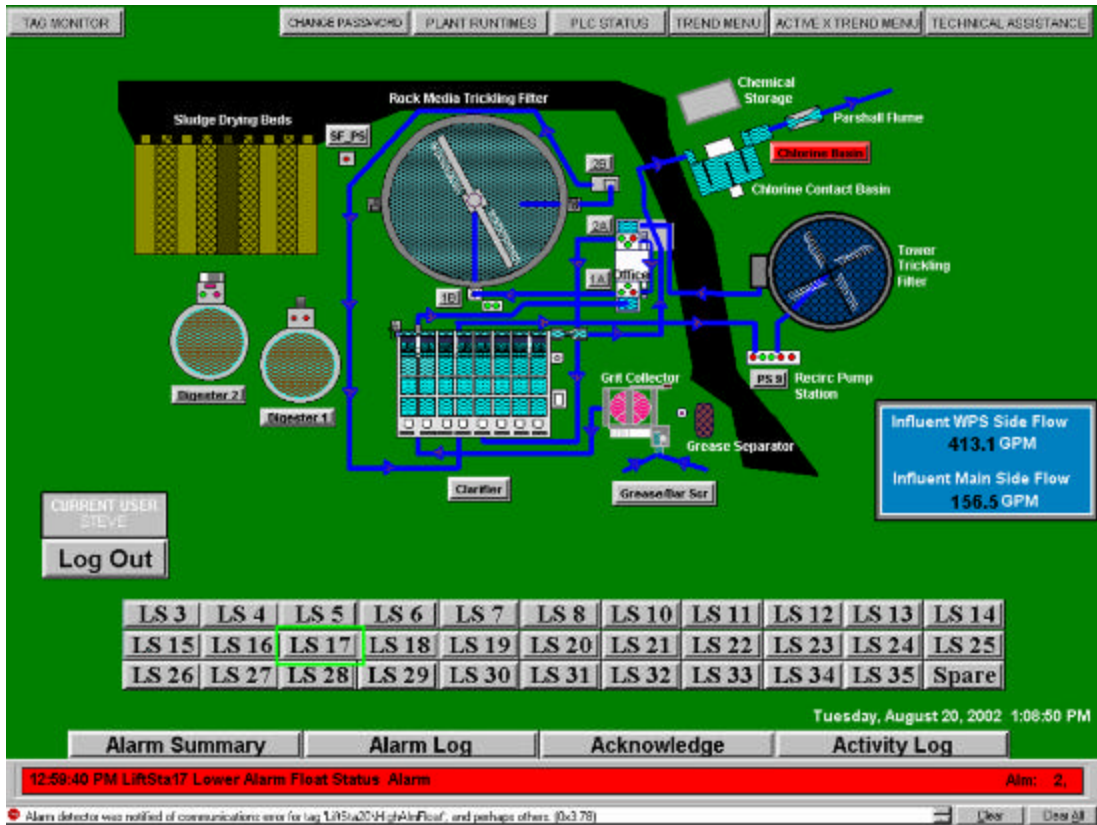 TAG MONITOR CHANGE PASSWORD PLANT RUNTIMES PLC STATUS TREND MENU ACTIVE X TREND MENU TECHNICAL ASSISTANCE
Chemical
Storage
Rock Media Trickling Filter
Parshall Flume
Sludge Drying Beds
SF_PS
Chlorine Basin
2B
Chlorine Contact Basin
2A
Tower
Trickling
Filter
Office
1A
1B
Grit Collector
PS 9 Recirc Pump
Station
Digester 2
Digester 1
Influent WPS Side Flow
413.1 GPM
Grease Separator
Influent Main Side Flow
156.5 GPM
Clarifier
Grease/Bar Scr
CURRENT USER
STEVE
Log Out
LS 3 LS 4 LS 5 LS 6 LS 7 LS 8 LS 10 LS 11 LS 12 LS 13 LS 14
LS 15 LS 16 LS 17 LS 18 LS 19 LS 20 LS 21 LS 22 LS 23 LS 24 LS 25
LS 26 LS 27 LS 28 LS 29 LS 30 LS 31 LS 32 LS 33 LS 34 LS 35 Spare
Tuesday, August 20, 2002 1:08:50 PM
Alarm Summary Alarm Log Acknowledge Activity Log
12:59:40 PM LiftSta17 Lower Alarm Float Status Alarm Alm: 2,
Alarm detector was notified of communications error for tag 'LiftSta20\HighAlmFloat', and perhaps others. (0x3.78) Clear Clear All